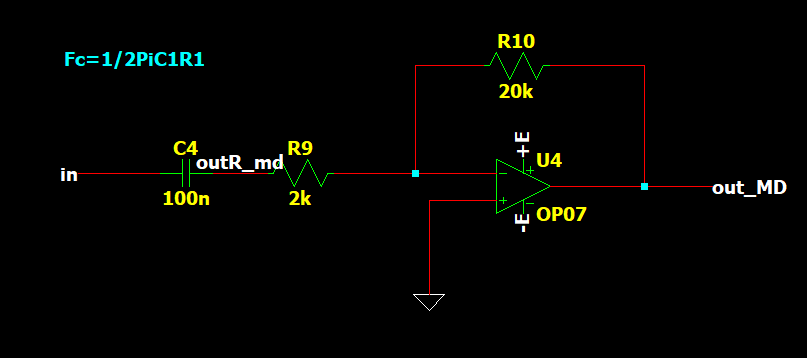 R10
Fc=1/2PiC1R1
20k
C4
R9
+E
outR_md
U4
in
100n
2k
out_MD
OP07
-E